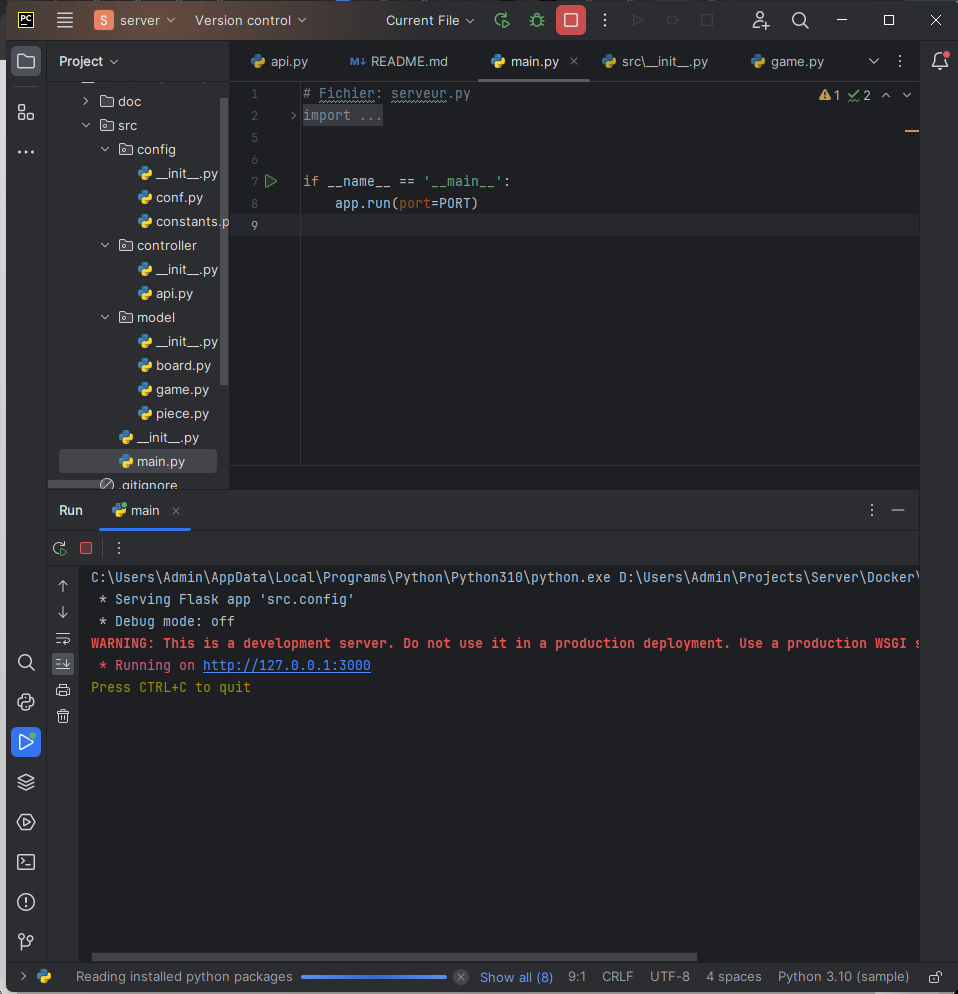 PC
S
server
Version control
Current File
Project
api.py
M↓ README.md
main.py
src\__init__.py
game.py
doc
src
config
__init__.py
conf.py
constants.p
controller
__init__.py
api.py
model
__init__.py
board.py
game.py
piece.py
__init__.py
main.py
.gitignore
1 # Fichier: serveur.py
1 2
2 import ...
5
6
7 if __name__ == '__main__':
8 app.run(port=PORT)
9
Run
main
C:\Users\Admin\AppData\Local\Programs\Python\Python310\python.exe D:\Users\Admin\Projects\Server\Docker\
* Serving Flask app 'src.config'
* Debug mode: off
WARNING: This is a development server. Do not use it in a production deployment. Use a production WSGI s
* Running on http://127.0.0.1:3000
Press CTRL+C to quit
Reading installed python packages
Show all (8)
9:1
CRLF
UTF-8
4 spaces
Python 3.10 (sample)